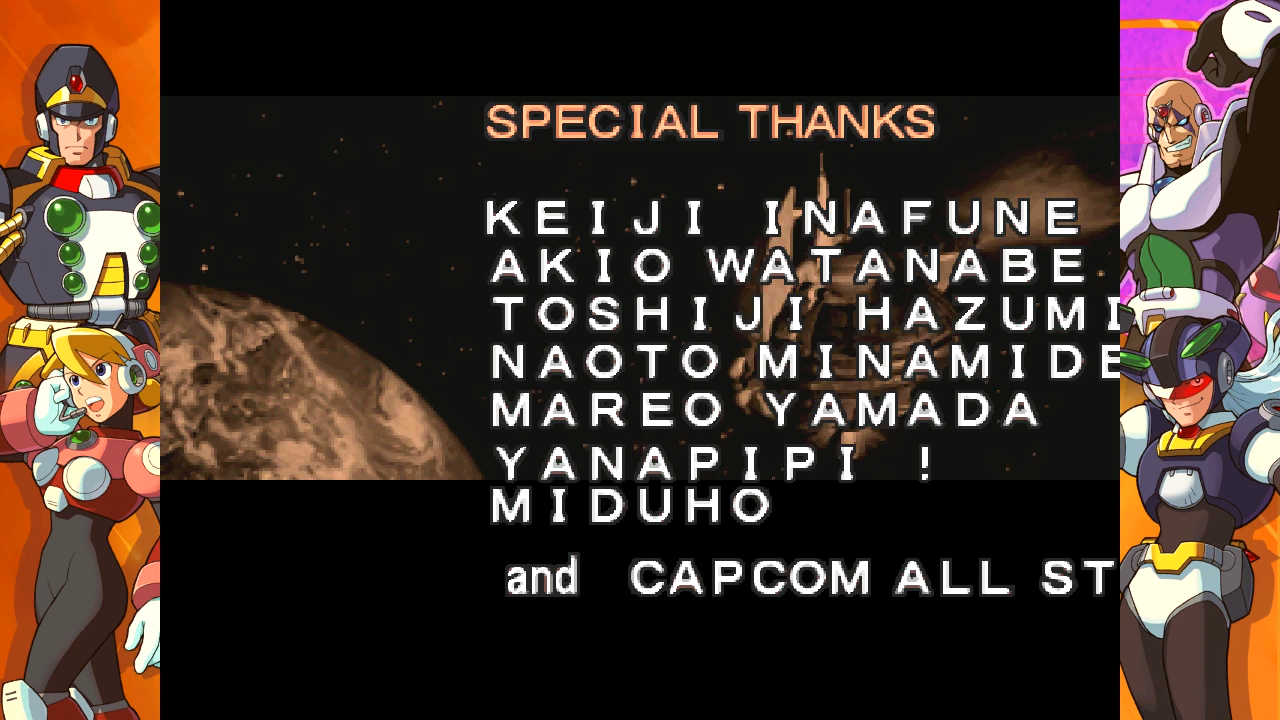 SPECIAL THANKS
KEIJI INAFUNE
AKIO WATANABE
TOSHIJI HAZUMI
NAOTO MINAMIDE
MAREO YAMADA
YANAPIPI !
MIDUHO
and CAPCOM ALL ST